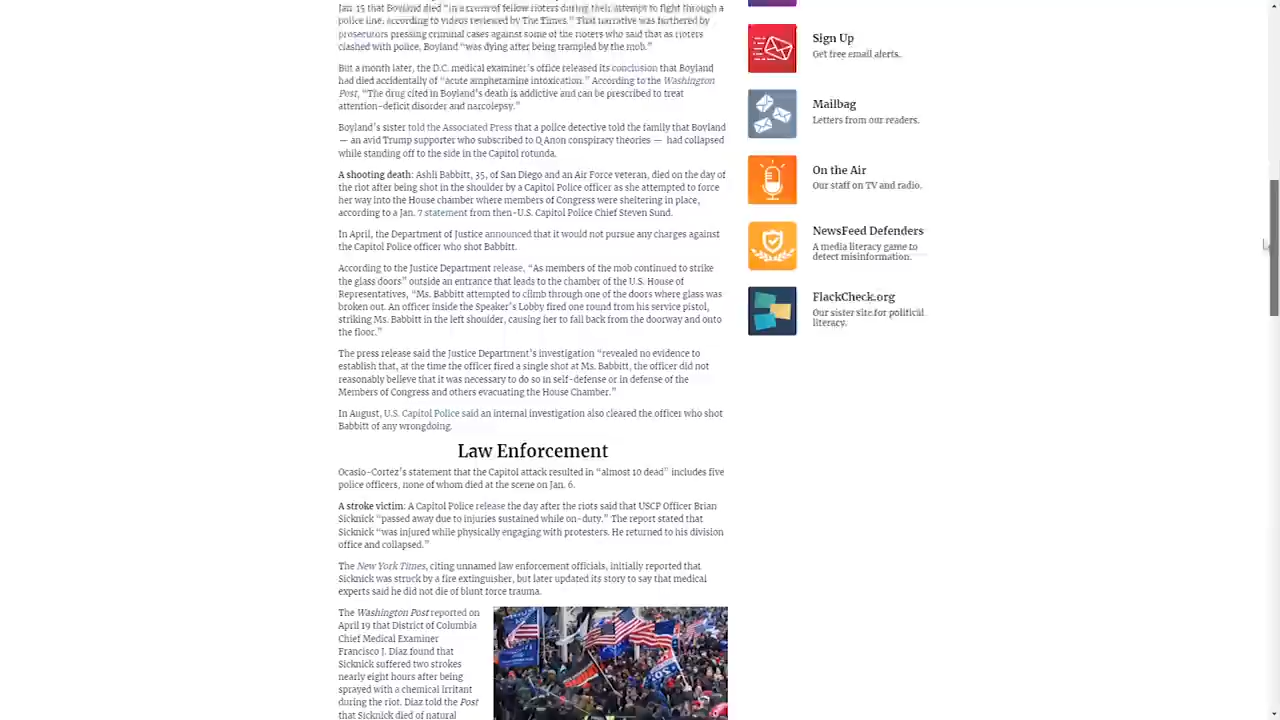 Jan. 15 that Boyland died "in a crush of fellow rioters during their attempt to fight through a
police line, according to videos reviewed by The Times." That narrative was furthered by
prosecutors pressing criminal cases against some of the rioters who said that as rioters
clashed with police, Boyland "was dying after being trampled by the mob."
But a month later, the D.C. medical examiner's office released its conclusion that Boyland
had died accidentally of "acute amphetamine intoxication." According to the Washington
Post, "The drug cited in Boyland's death is addictive and can be prescribed to treat
attention-deficit disorder and narcolepsy."
Boyland's sister told the Associated Press that a police detective told the family that Boyland
— an avid Trump supporter who subscribed to QAnon conspiracy theories — had collapsed
while standing off to the side in the Capitol rotunda.
A shooting death: Ashli Babbitt, 35, of San Diego and an Air Force veteran, died on the day of
the riot after being shot in the shoulder by a Capitol Police officer as she attempted to force
her way into the House chamber where members of Congress were sheltering in place,
according to a Jan. 7 statement from then-U.S. Capitol Police Chief Steven Sund.
In April, the Department of Justice announced that it would not pursue any charges against
the Capitol Police officer who shot Babbitt.
According to the Justice Department release, "As members of the mob continued to strike
the glass doors" outside an entrance that leads to the chamber of the U.S. House of
Representatives, "Ms. Babbitt attempted to climb through one of the doors where glass was
broken out. An officer inside the Speaker's Lobby fired one round from his service pistol,
striking Ms. Babbitt in the left shoulder, causing her to fall back from the doorway and onto
the floor."
The press release said the Justice Department's investigation "revealed no evidence to
establish that, at the time the officer fired a single shot at Ms. Babbitt, the officer did not
reasonably believe that it was necessary to do so in self-defense or in defense of the
Members of Congress and others evacuating the House Chamber."
In August, U.S. Capitol Police said an internal investigation also cleared the officer who shot
Babbitt of any wrongdoing.
Law Enforcement
Ocasio-Cortez's statement that the Capitol attack resulted in "almost 10 dead" includes five
police officers, none of whom died at the scene on Jan. 6.
A stroke victim: A Capitol Police release the day after the riots said that USCP Officer Brian
Sicknick "passed away due to injuries sustained while on-duty." The report stated that
Sicknick "was injured while physically engaging with protesters. He returned to his division
office and collapsed."
The New York Times, citing unnamed law enforcement officials, initially reported that
Sicknick was struck by a fire extinguisher, but later updated its story to say that medical
experts said he did not die of blunt force trauma.
The Washington Post reported on
April 19 that District of Columbia
Chief Medical Examiner
Francisco J. Diaz found that
Sicknick suffered two strokes
nearly eight hours after being
sprayed with a chemical irritant
during the riot. Diaz told the Post
that Sicknick died of natural
Sign Up
Get free email alerts.
Mailbag
Letters from our readers.
On the Air
Our staff on TV and radio.
NewsFeed Defenders
A media literacy game to
detect misinformation.
FlackCheck.org
Our sister site for political
literacy.